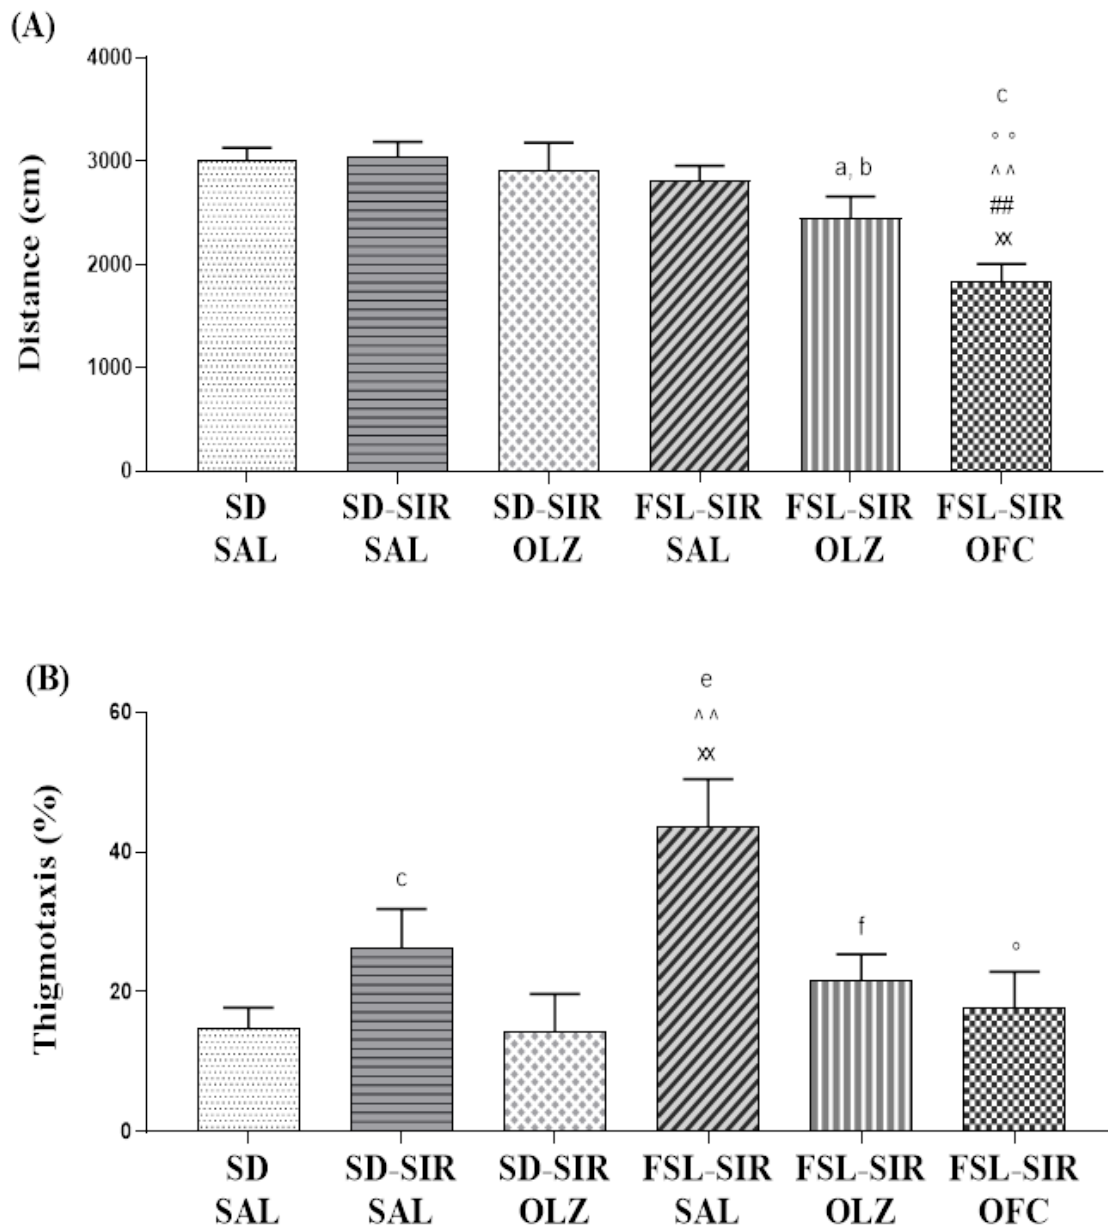 (A)
Distance (cm)
4000
3000
2000
1000
0
a, b
c
° °
^ ^
##
xx
SD SD-SIR SD-SIR FSL-SIR FSL-SIR FSL-SIR
SAL SAL OLZ SAL OLZ OFC
(B)
Thigmotaxis (%)
60
40
20
0
c
e
^ ^
xx
f
°
SD SD-SIR SD-SIR FSL-SIR FSL-SIR FSL-SIR
SAL SAL OLZ SAL OLZ OFC